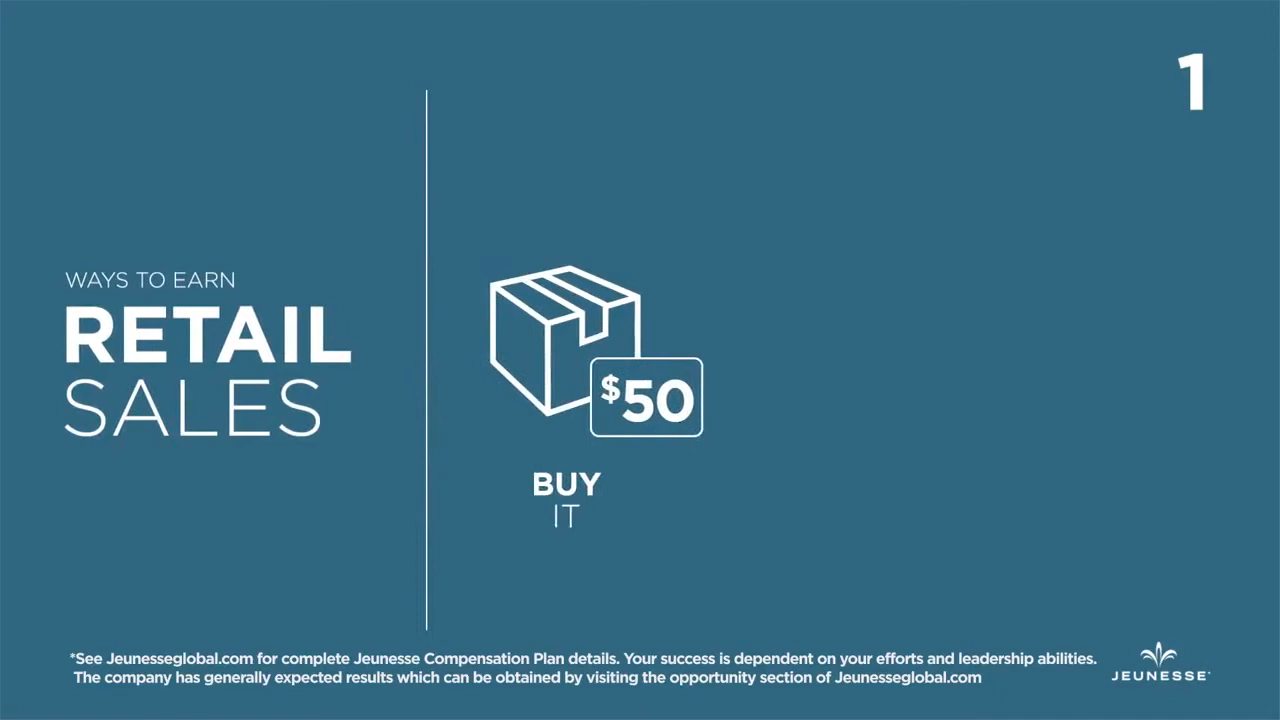 1
WAYS TO EARN
RETAIL
SALES
$50
BUY
IT
*See Jeunesseglobal.com for complete Jeunesse Compensation Plan details. Your success is dependent on your efforts and leadership abilities.
The company has generally expected results which can be obtained by visiting the opportunity section of Jeunesseglobal.com
JEUNESSE